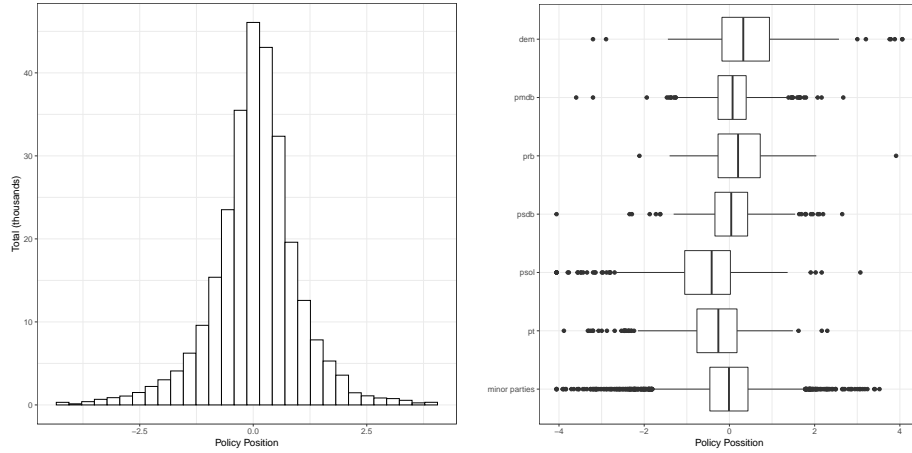 40
30
20
10
0
Total (thousands)
−2.5
0.0
2.5
Policy Position
dem
pmdb
prb
psdb
psol
pt
minor parties
−4
−2
0
2
4
Policy Possition